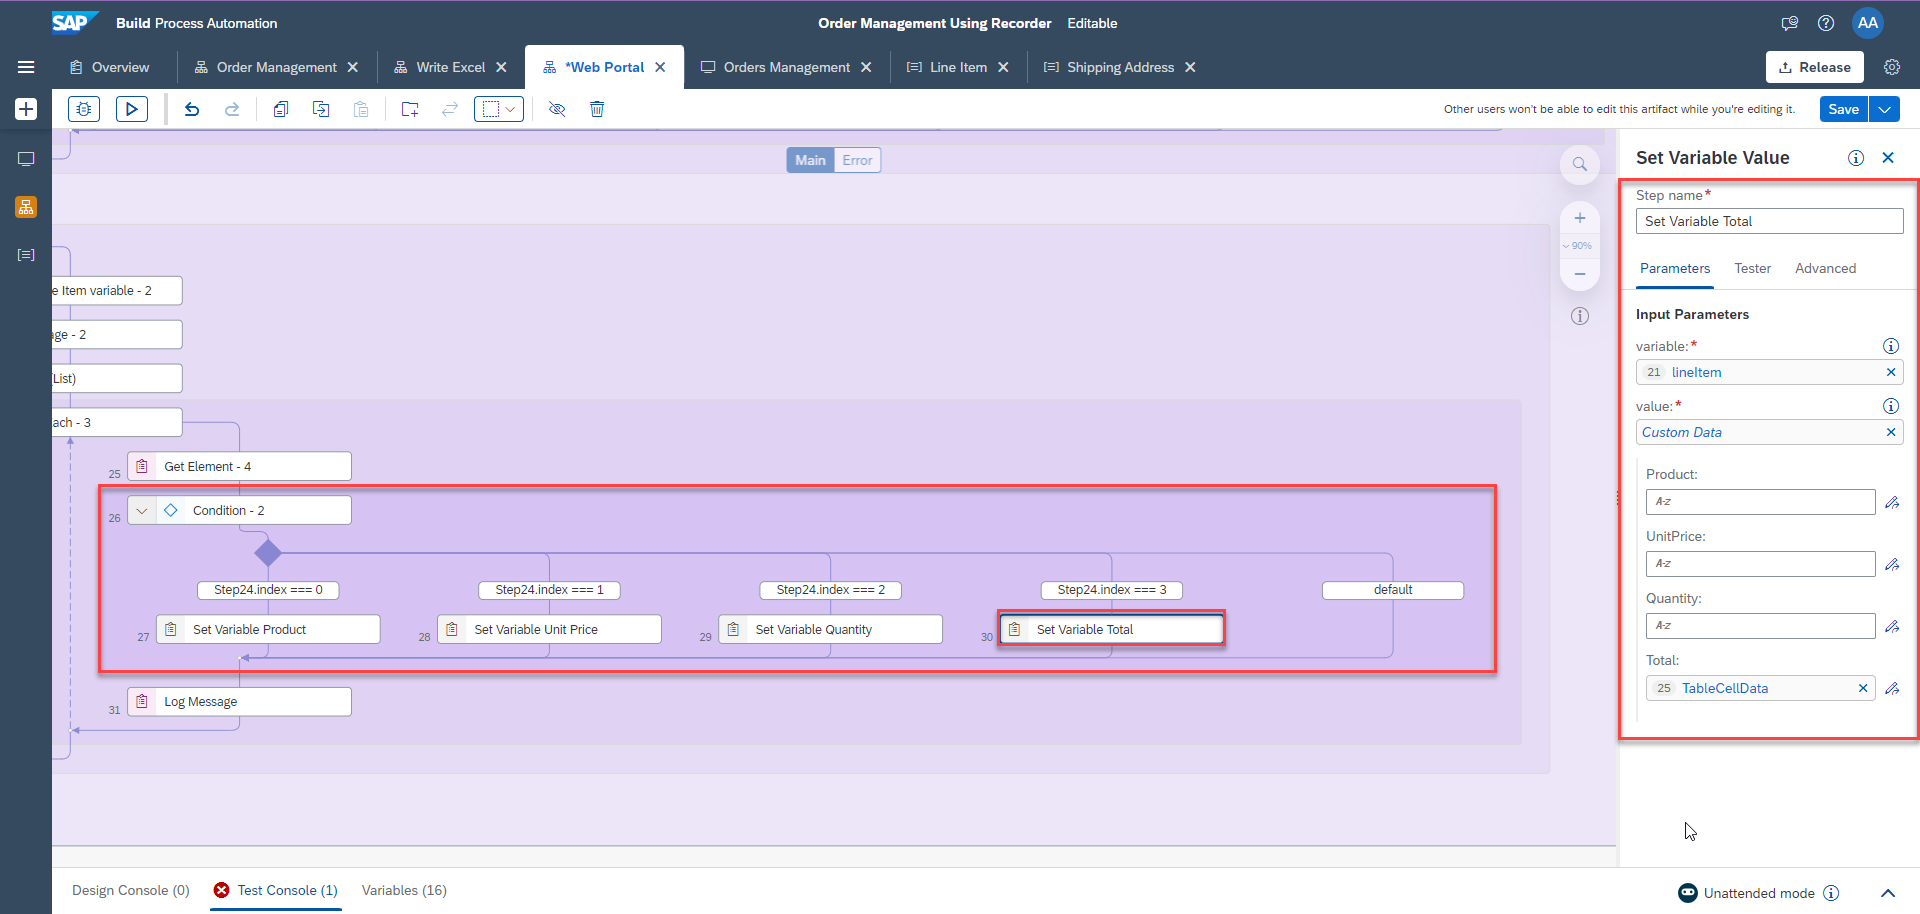 SAP Build Process Automation
Order Management Using Recorder Editable
AA
Overview
Order Management
Write Excel
*Web Portal
Orders Management
Line Item
Shipping Address
Release
Other users won't be able to edit this artifact while you're editing it.
Save
Main Error
90%
e Item variable - 2
ge - 2
(List)
ach - 3
25 Get Element - 4
26 Condition - 2
Step24.index === 0
Step24.index === 1
Step24.index === 2
Step24.index === 3
default
27 Set Variable Product
28 Set Variable Unit Price
29 Set Variable Quantity
30 Set Variable Total
31 Log Message
Set Variable Value
Step name*
Set Variable Total
Parameters Tester Advanced
Input Parameters
variable:*
21 lineItem
value:*
Custom Data
Product:
A-z
UnitPrice:
A-z
Quantity:
A-z
Total:
25 TableCellData
Design Console (0)
Test Console (1)
Variables (16)
Unattended mode